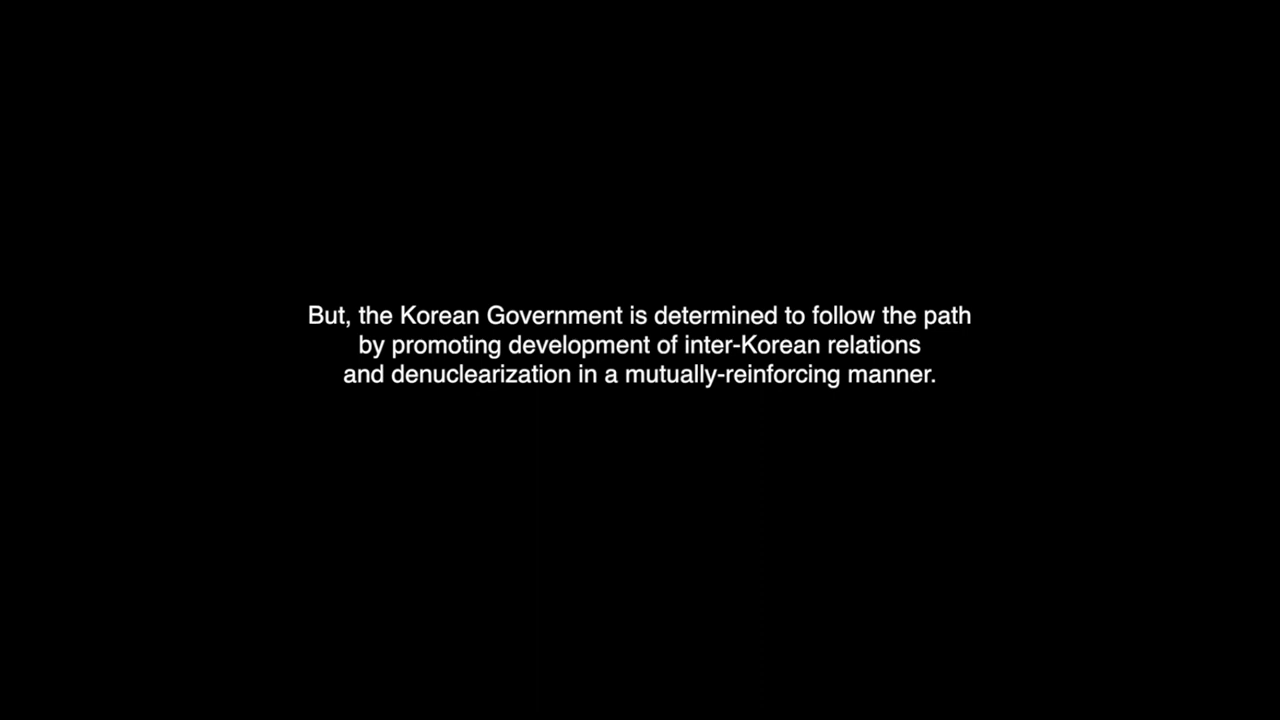 But, the Korean Government is determined to follow the path
by promoting development of inter-Korean relations
and denuclearization in a mutually-reinforcing manner.